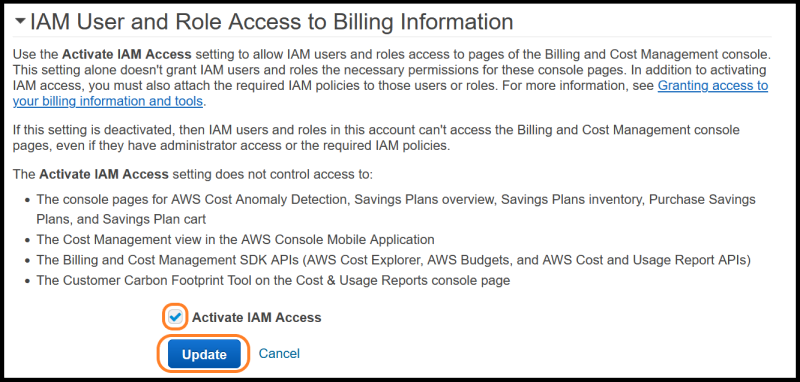 IAM User and Role Access to Billing Information
Use the Activate IAM Access setting to allow IAM users and roles access to pages of the Billing and Cost Management console.
This setting alone doesn't grant IAM users and roles the necessary permissions for these console pages. In addition to activating
IAM access, you must also attach the required IAM policies to those users or roles. For more information, see Granting access to
your billing information and tools.
If this setting is deactivated, then IAM users and roles in this account can't access the Billing and Cost Management console
pages, even if they have administrator access or the required IAM policies.
The Activate IAM Access setting does not control access to:
• The console pages for AWS Cost Anomaly Detection, Savings Plans overview, Savings Plans inventory, Purchase Savings
Plans, and Savings Plan cart
• The Cost Management view in the AWS Console Mobile Application
• The Billing and Cost Management SDK APIs (AWS Cost Explorer, AWS Budgets, and AWS Cost and Usage Report APIs)
• The Customer Carbon Footprint Tool on the Cost & Usage Reports console page
Activate IAM Access
Update Cancel